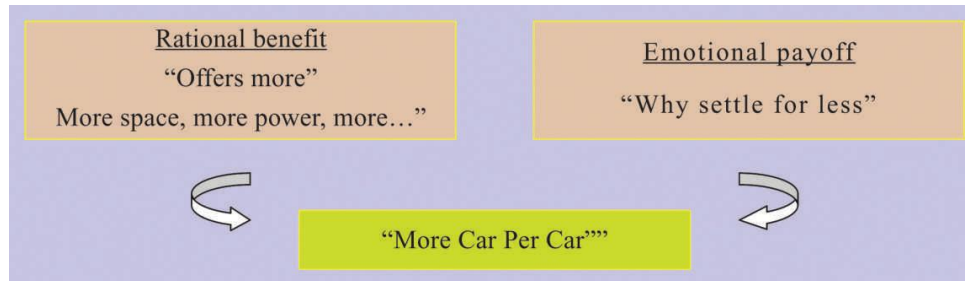 Rational benefit
“Offers more”
More space, more power, more…”
Emotional payoff
“Why settle for less”
“More Car Per Car””